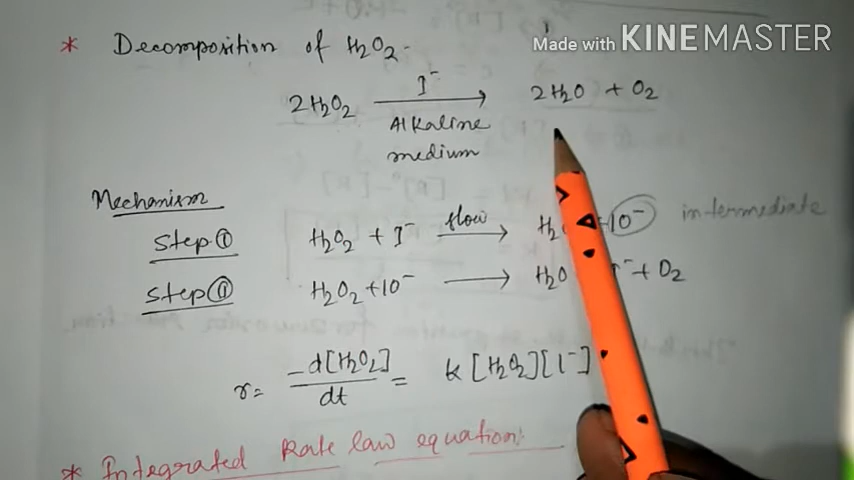 * Decomposition of H2O2-
Made with KINEMASTER
2H2O2 I⁻ → 2H2O + O2
Alkaline
medium
Mechanism
Step ① H2O2 + I⁻ slow → IO⁻ intermediate
Step ② H2O2 + IO⁻ → H2O + O2
r = -d[H2O2]/dt = k[H2O2][I⁻]
* Integrated Rate law equation: